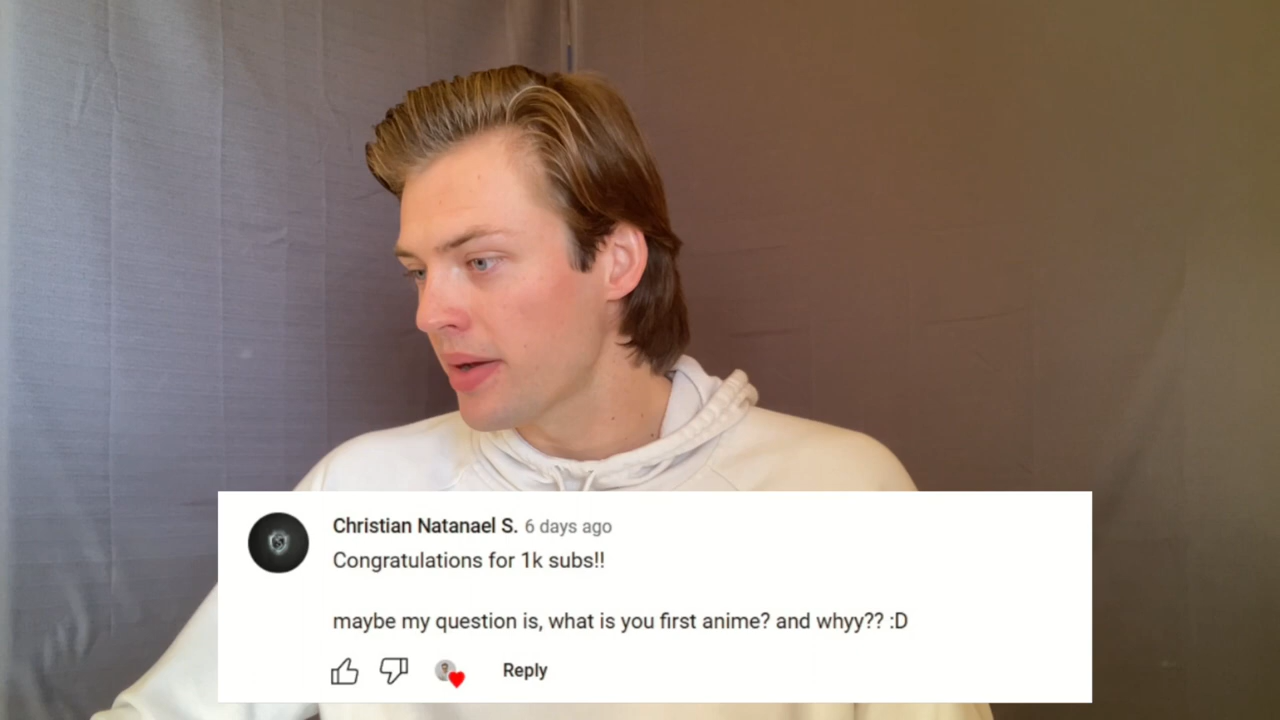 Christian Natanael S. 6 days ago
Congratulations for 1k subs!!
maybe my question is, what is you first anime? and whyy?? :D
Reply